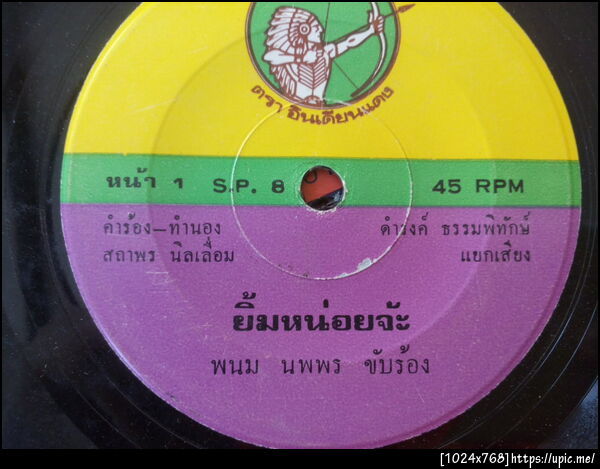 ตรา อินเดียนแดง
หน้า 1 S.P. 8 45 RPM
คำร้อง—ทำนอง ดำรงค์ ธรรมพิทักษ์
สถาพร นิลเลื่อม แยกเสียง
ยิ้มหน่อยจ้ะ
พนม นพพร ขับร้อง
[1024x768]https://upic.me/